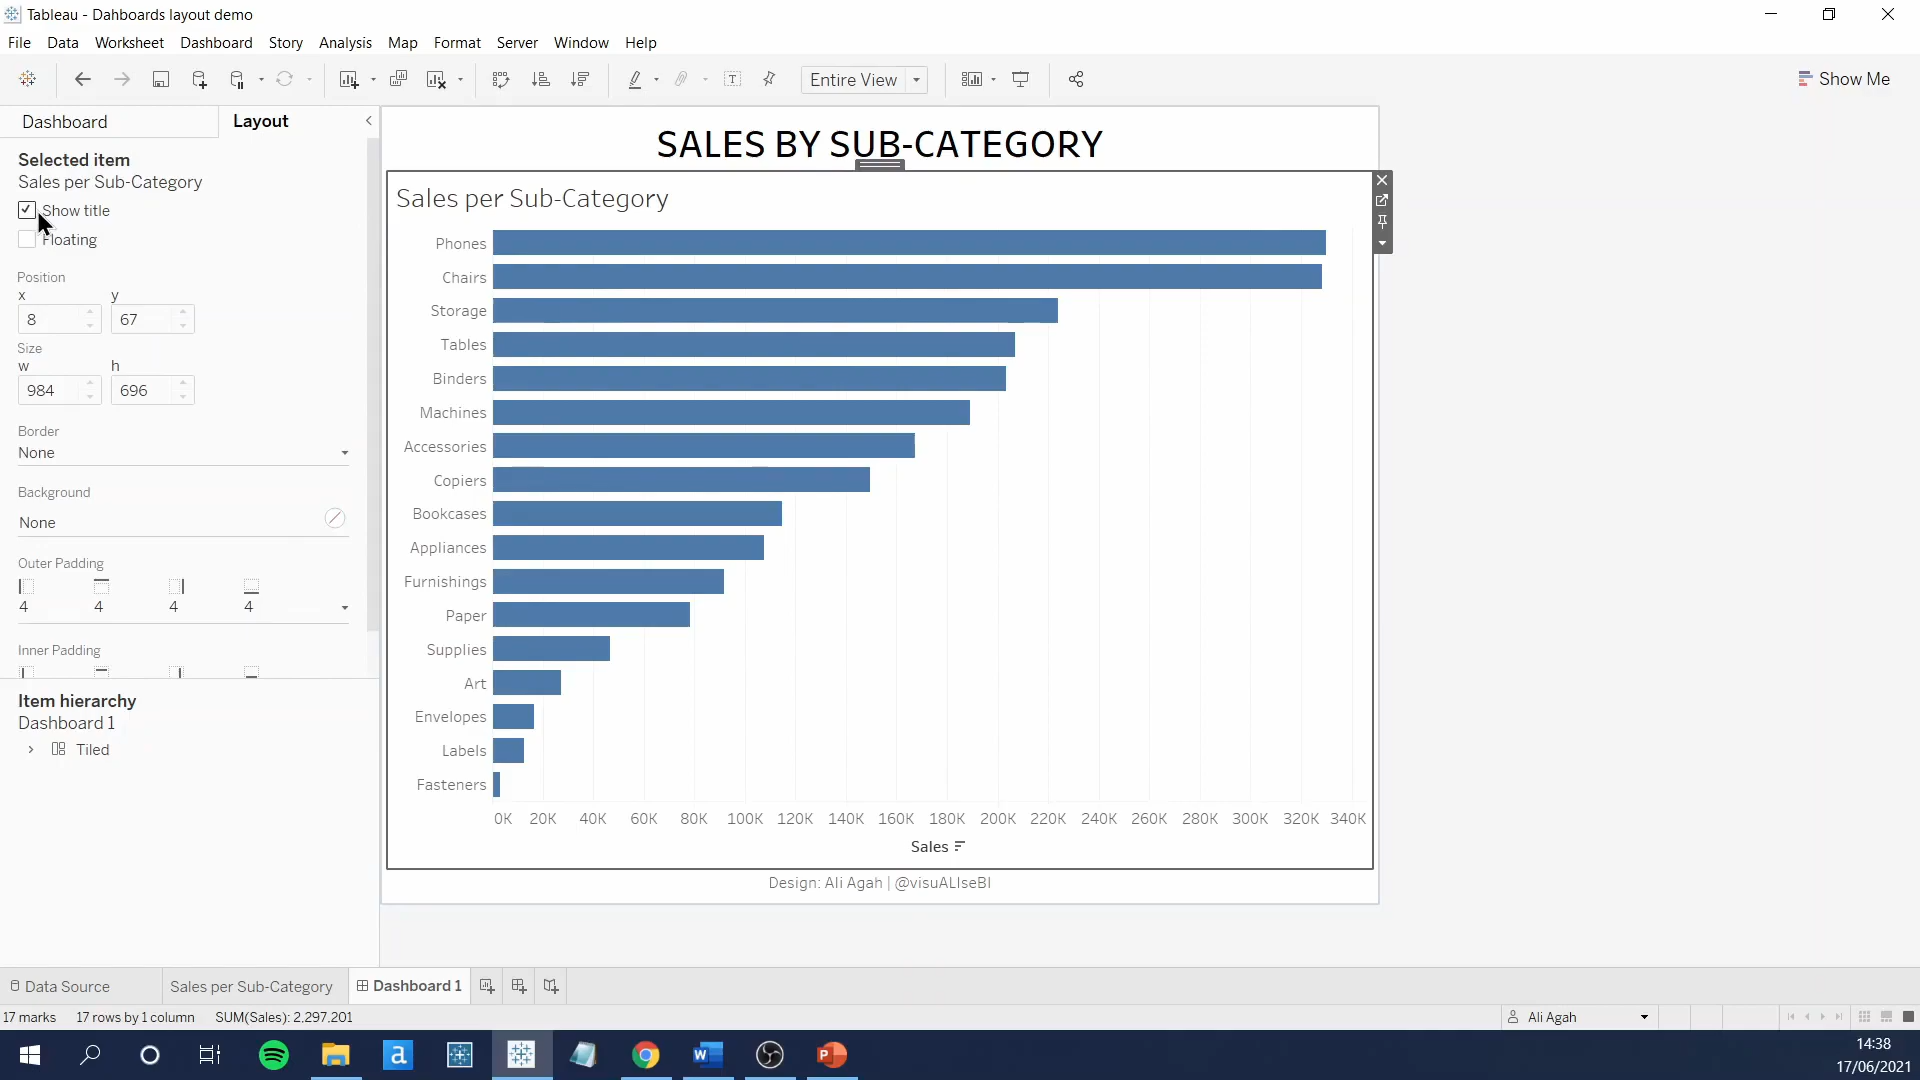 Tableau - Dahboards layout demo
File Data Worksheet Dashboard Story Analysis Map Format Server Window Help
Entire View
Show Me
Dashboard Layout
Selected item
Sales per Sub-Category
Show title
Floating
Position
x y
8 67
Size
w h
984 696
Border
None
Background
None
Outer Padding
4 4 4 4
Inner Padding
Item hierarchy
Dashboard 1
Tiled
SALES BY SUB-CATEGORY
Sales per Sub-Category
Phones
Chairs
Storage
Tables
Binders
Machines
Accessories
Copiers
Bookcases
Appliances
Furnishings
Paper
Supplies
Art
Envelopes
Labels
Fasteners
0K 20K 40K 60K 80K 100K 120K 140K 160K 180K 200K 220K 240K 260K 280K 300K 320K 340K
Sales
Design: Ali Agah | @visuALIseBI
Data Source Sales per Sub-Category Dashboard 1
17 marks 17 rows by 1 column SUM(Sales): 2,297,201
Ali Agah
14:38
17/06/2021